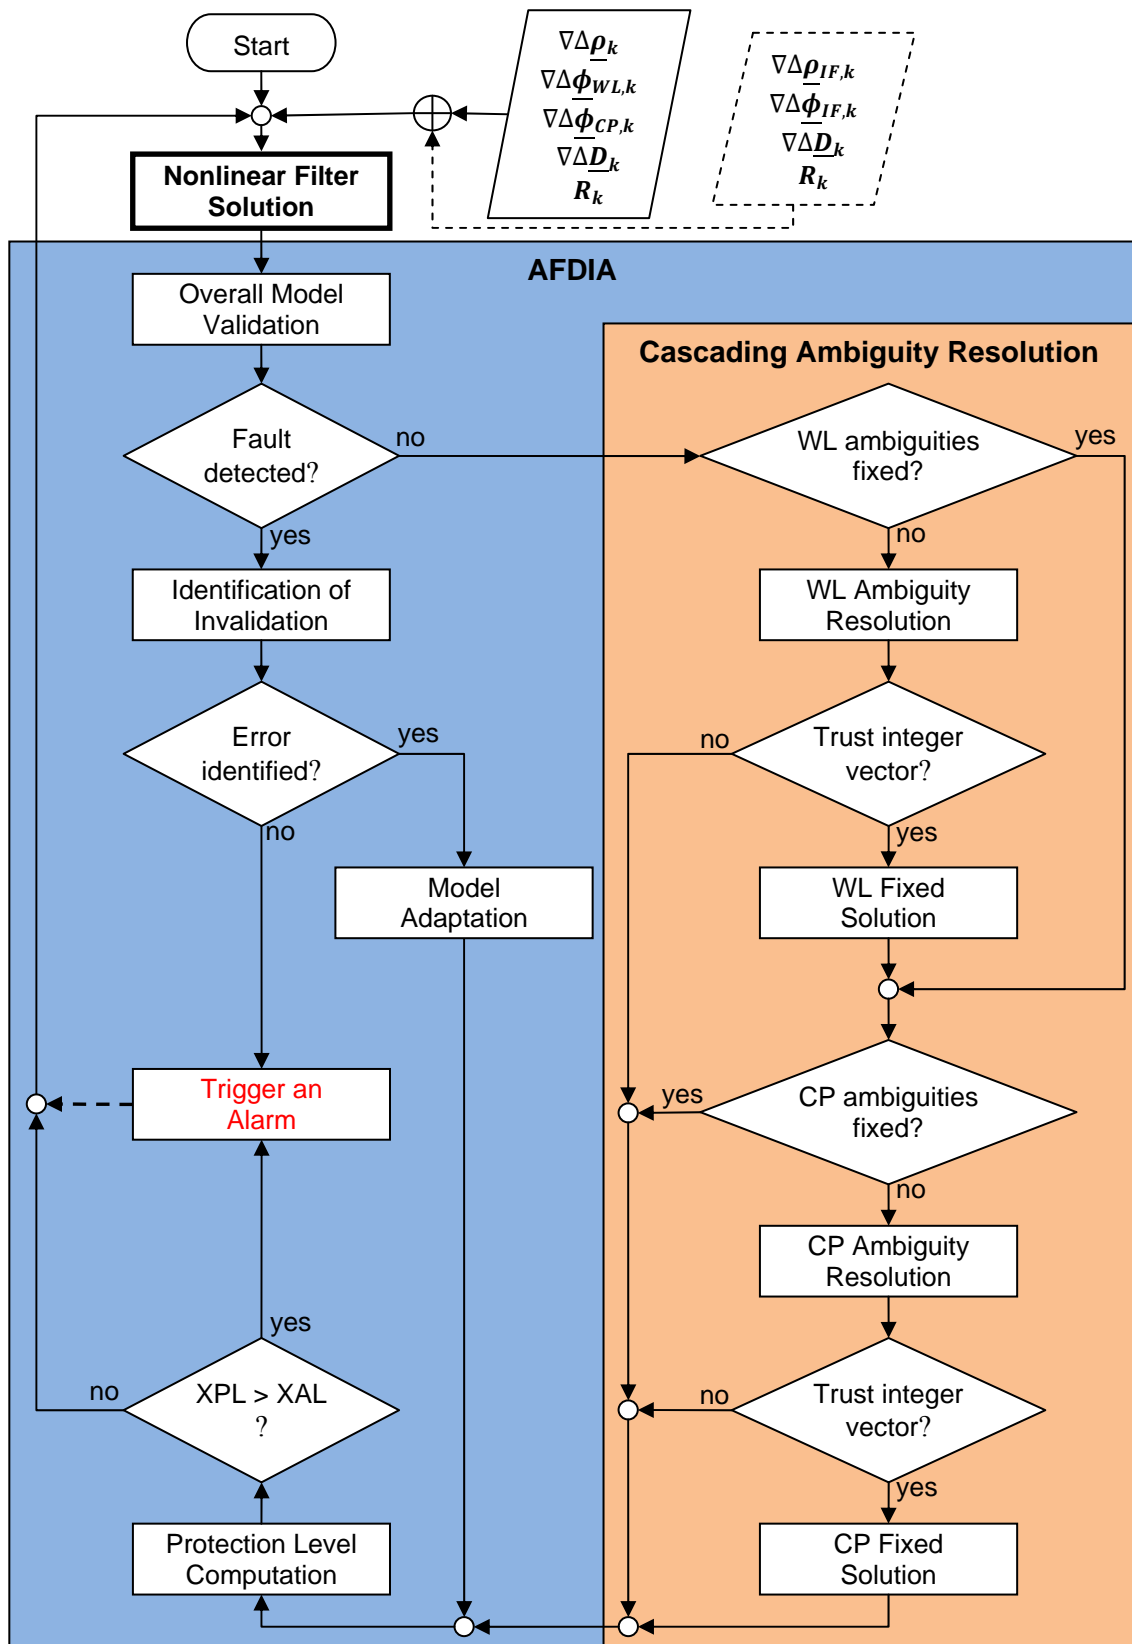 Start
∇Δρ_k
∇Δϕ_WL,k
∇Δϕ_CP,k
∇ΔD_k
R_k
∇Δρ_IF,k
∇Δϕ_IF,k
∇ΔD_k
R_k
Nonlinear Filter
Solution
AFDIA
Overall Model
Validation
Cascading Ambiguity Resolution
Fault
detected?
no
yes
WL ambiguities
fixed?
yes
no
Identification of
Invalidation
WL Ambiguity
Resolution
Error
identified?
yes
no
Trust integer
vector?
no
yes
Model
Adaptation
WL Fixed
Solution
Trigger an
Alarm
CP ambiguities
fixed?
yes
no
CP Ambiguity
Resolution
yes
XPL > XAL
?
no
Trust integer
vector?
no
yes
Protection Level
Computation
CP Fixed
Solution